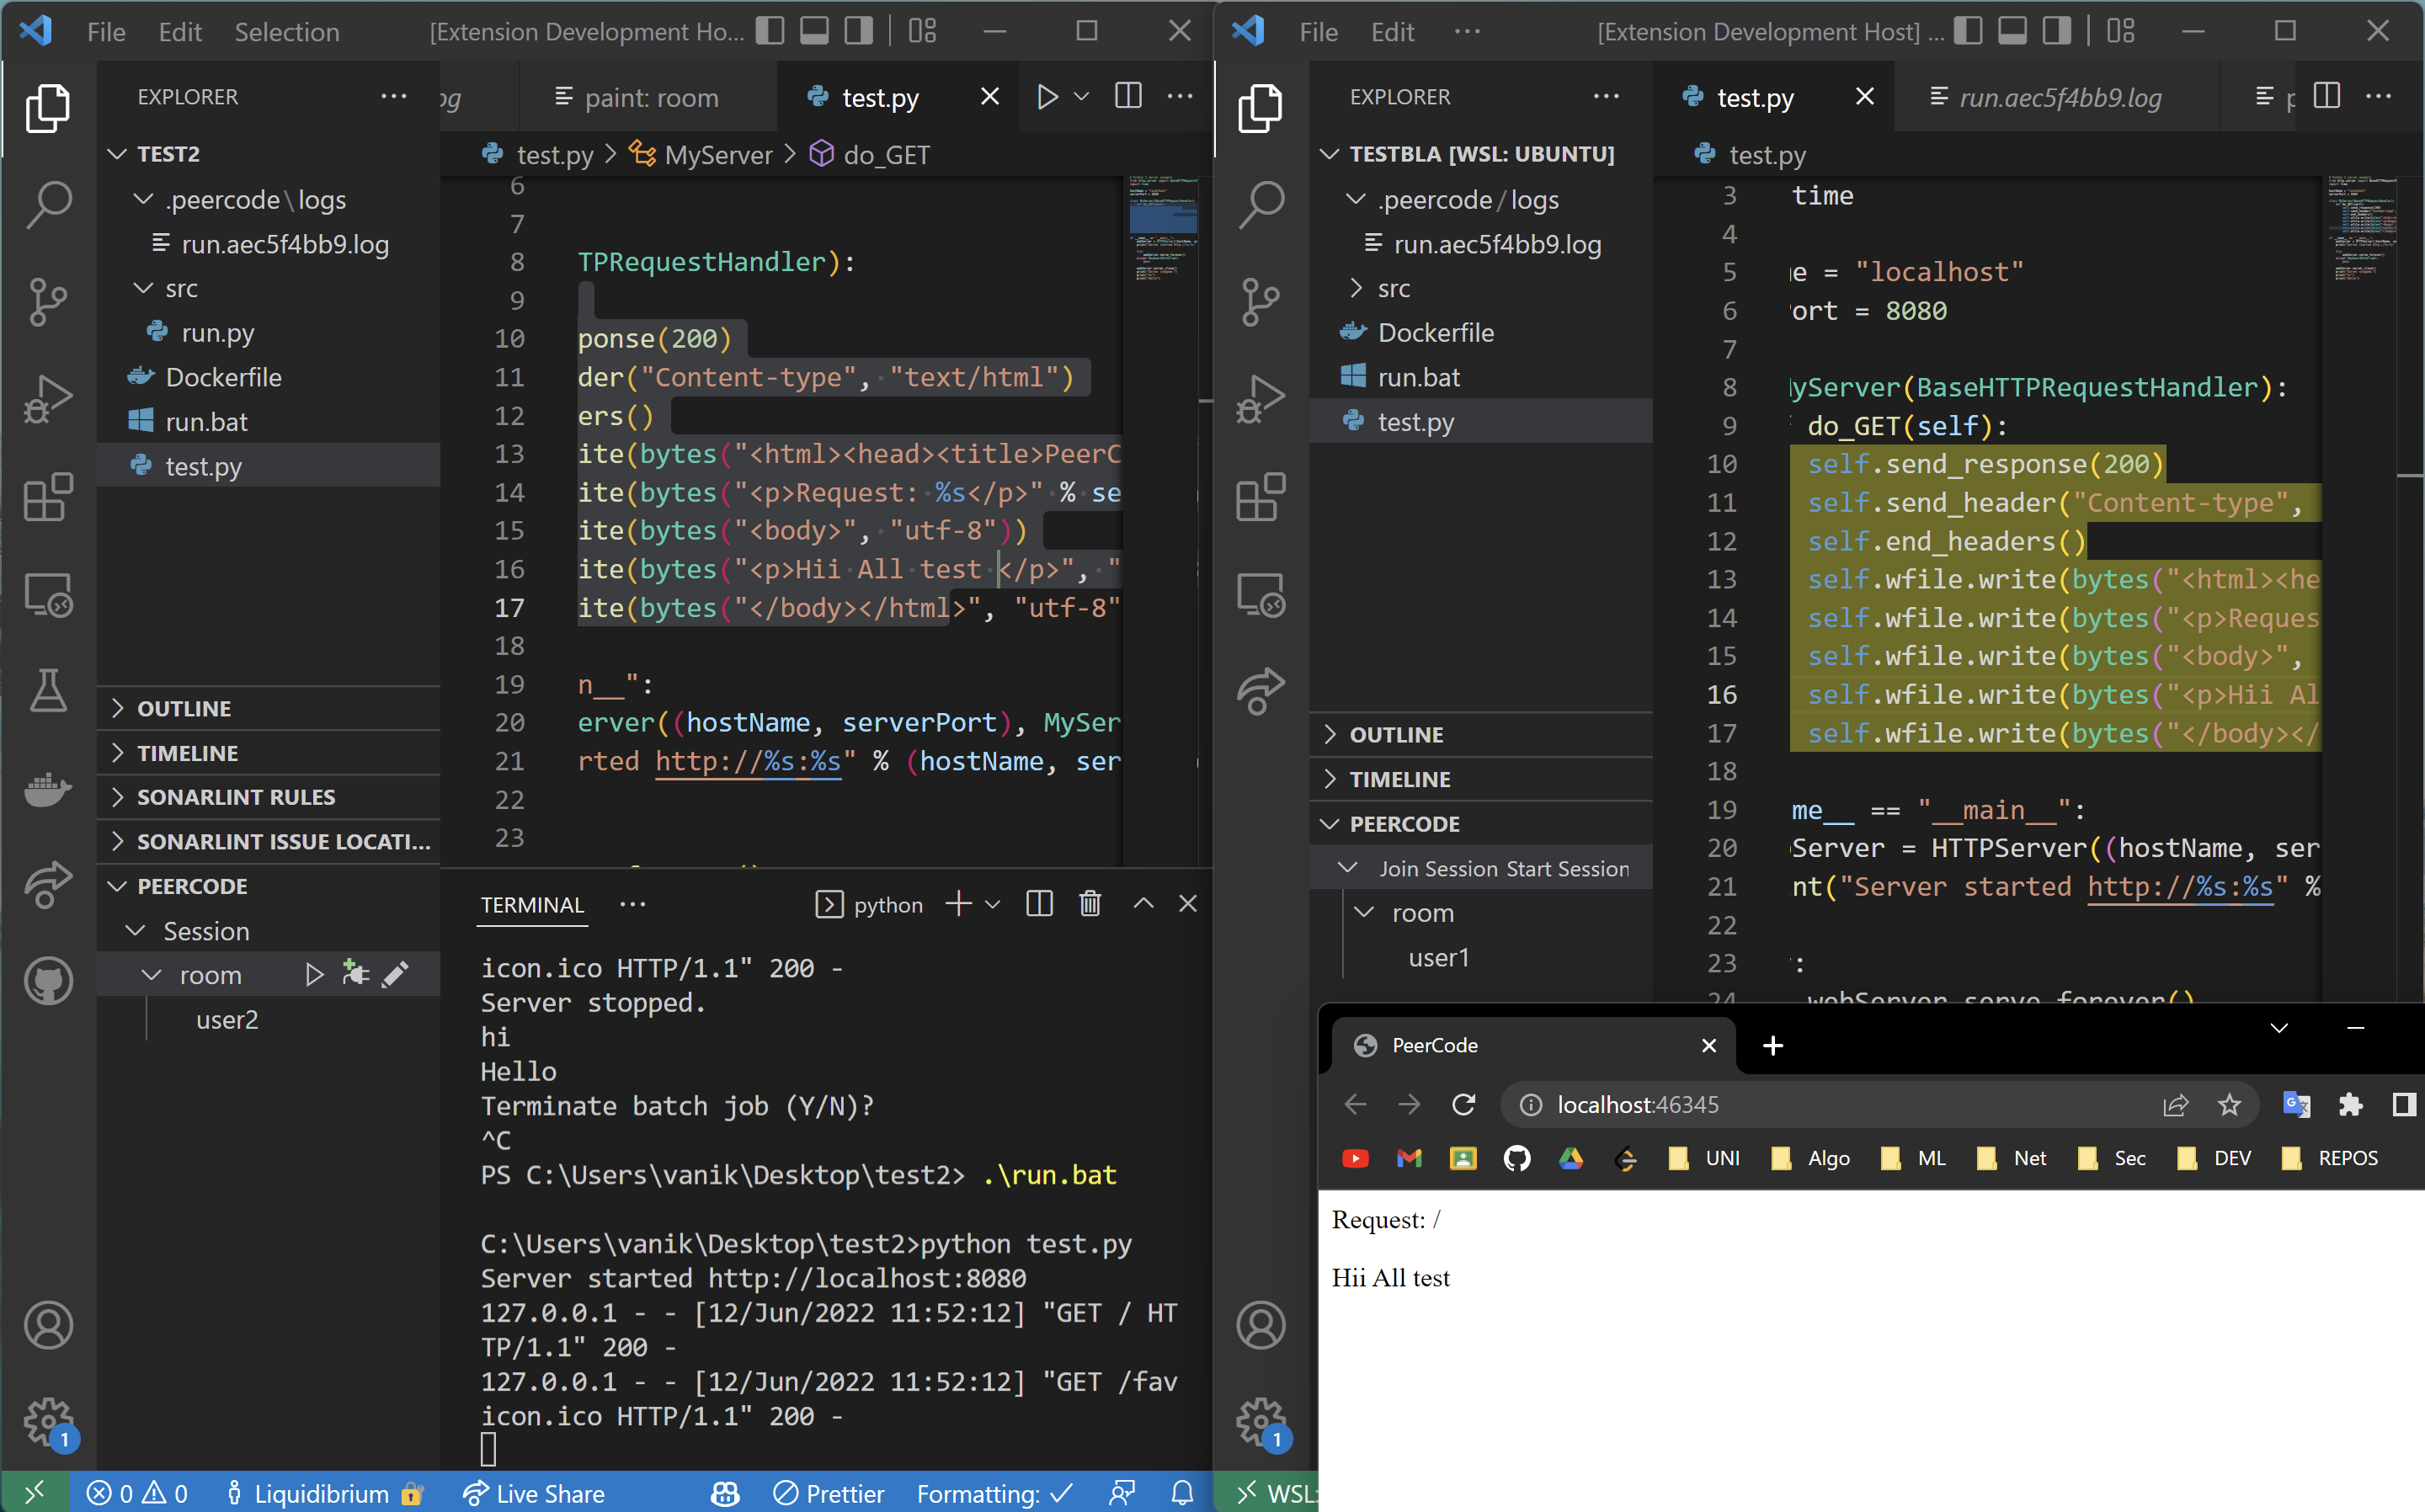 File Edit Selection [Extension Development Ho...
EXPLORER
TEST2
.peercode\logs
run.aec5f4bb9.log
src
run.py
Dockerfile
run.bat
test.py
OUTLINE
TIMELINE
SONARLINT RULES
SONARLINT ISSUE LOCATI...
PEERCODE
Session
room
user2
1
og paint: room test.py
test.py > MyServer > do_GET
6
7
8 TPRequestHandler):
9
10 ponse(200)
11 der("Content-type", "text/html")
12 ers()
13 ite(bytes("<html><head><title>PeerC
14 ite(bytes("<p>Request: %s</p>" % se
15 ite(bytes("<body>", "utf-8"))
16 ite(bytes("<p>Hii All test </p>", "
17 ite(bytes("</body></html>", "utf-8"
18
19 n__":
20 erver((hostName, serverPort), MySer
21 rted http://%s:%s" % (hostName, ser
22
23
TERMINAL python
icon.ico HTTP/1.1" 200 -
Server stopped.
hi
Hello
Terminate batch job (Y/N)?
^C
PS C:\Users\vanik\Desktop\test2> .\run.bat
C:\Users\vanik\Desktop\test2>python test.py
Server started http://localhost:8080
127.0.0.1 - - [12/Jun/2022 11:52:12] "GET / HT
TP/1.1" 200 -
127.0.0.1 - - [12/Jun/2022 11:52:12] "GET /fav
icon.ico HTTP/1.1" 200 -
0 0 Liquidibrium Live Share Prettier Formatting: ✓
File Edit ... [Extension Development Host] ...
EXPLORER
TESTBLA [WSL: UBUNTU]
.peercode/logs
run.aec5f4bb9.log
src
Dockerfile
run.bat
test.py
OUTLINE
TIMELINE
PEERCODE
Join Session Start Session
room
user1
1
WSL:
test.py run.aec5f4bb9.log p
test.py
3 time
4
5 e = "localhost"
6 ort = 8080
7
8 yServer(BaseHTTPRequestHandler):
9 do_GET(self):
10 self.send_response(200)
11 self.send_header("Content-type",
12 self.end_headers()
13 self.wfile.write(bytes("<html><he
14 self.wfile.write(bytes("<p>Reques
15 self.wfile.write(bytes("<body>",
16 self.wfile.write(bytes("<p>Hii Al
17 self.wfile.write(bytes("</body></
18
19 me__ == "__main__":
20 Server = HTTPServer((hostName, ser
21 nt("Server started http://%s:%s" %
22
23 :
24 webServer.serve_forever()
PeerCode
localhost:46345
UNI Algo ML Net Sec DEV REPOS
Request: /
Hii All test